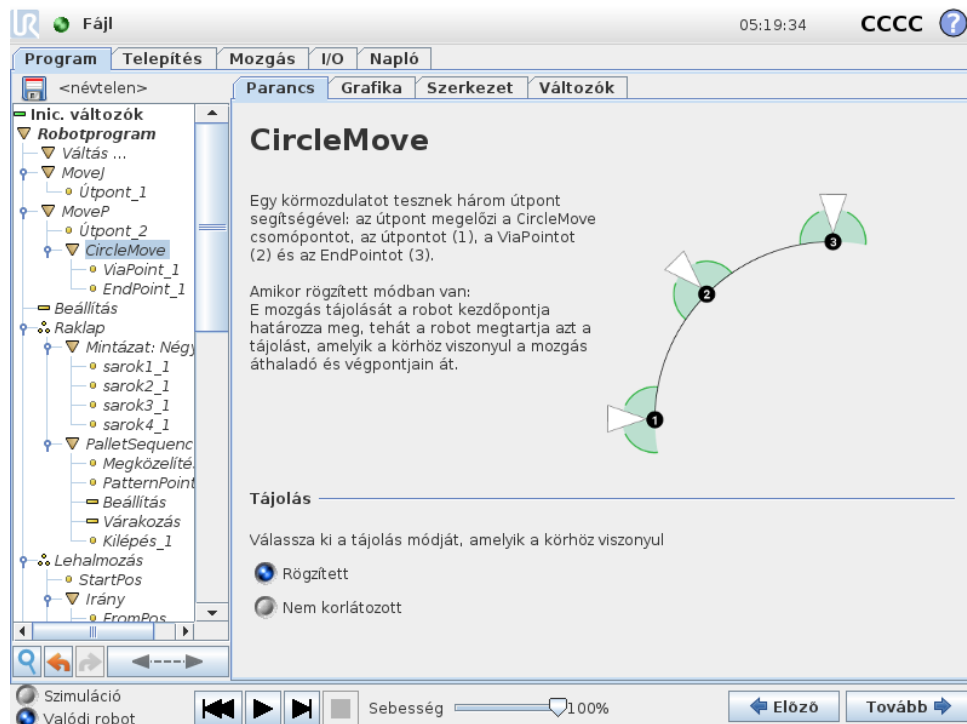 UR Fájl 05:19:34 CCCC ?
Program Telepítés Mozgás I/O Napló
<névtelen>
Parancs Grafika Szerkezet Változók
Inic. változók
Robotprogram
Váltás ...
MoveJ
Útpont_1
MoveP
Útpont_2
CircleMove
ViaPoint_1
EndPoint_1
Beállítás
Raklap
Mintázat: Négy
sarok1_1
sarok2_1
sarok3_1
sarok4_1
PalletSequenc
Megközelítés
PatternPoint
Beállítás
Várakozás
Kilépés_1
Lehalmozás
StartPos
Irány
FromPos
CircleMove
Egy körmozdulatot tesznek három útpont
segítségével: az útpont megelőzi a CircleMove
csomópontot, az útpontot (1), a ViaPointot
(2) és az EndPointot (3).
Amikor rögzített módban van:
E mozgás tájolását a robot kezdőpontja
határozza meg, tehát a robot megtartja azt a
tájolást, amelyik a körhöz viszonyul a mozgás
áthaladó és végpontjain át.
3
2
1
Tájolás
Válassza ki a tájolás módját, amelyik a körhöz viszonyul
Rögzített
Nem korlátozott
Szimuláció
Valódi robot
Sebesség 100%
Előző Tovább